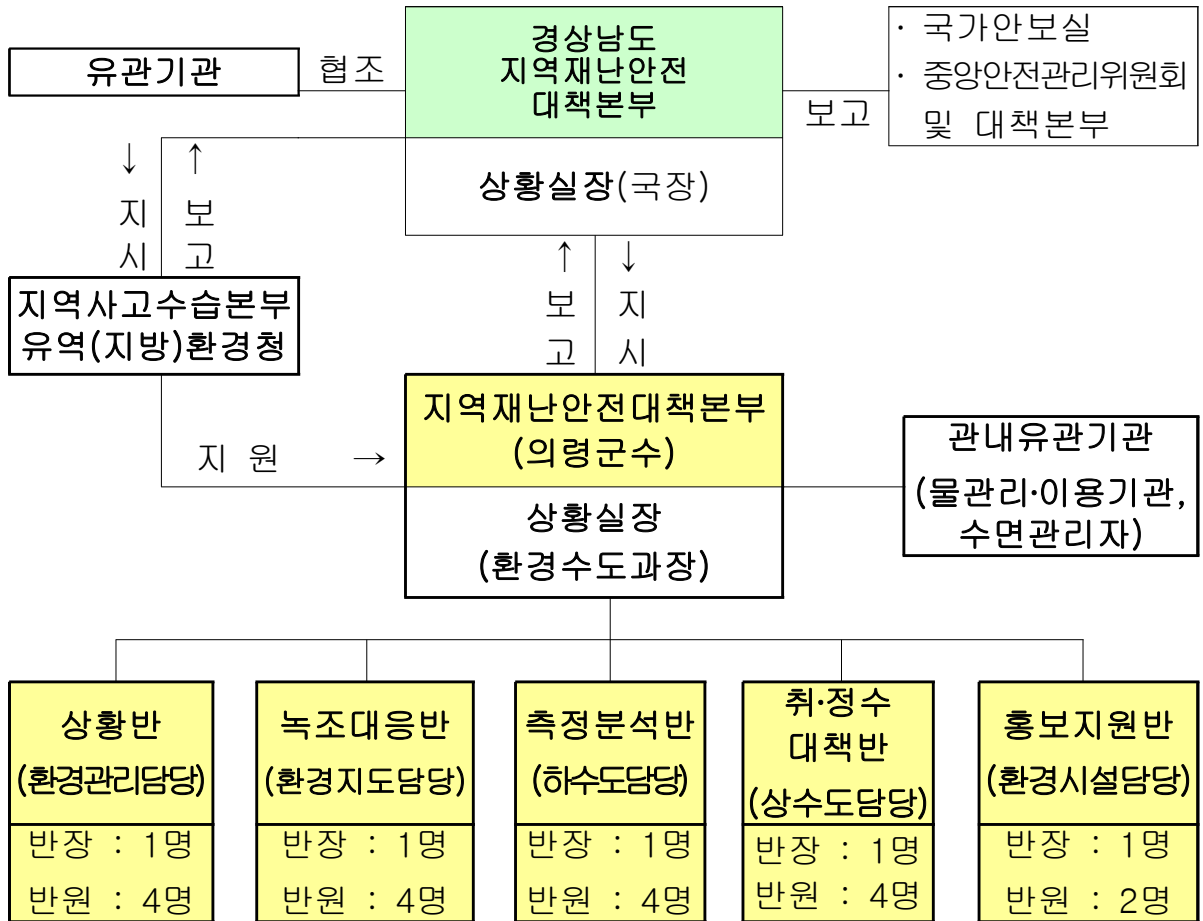 경상남도
지역재난안전
대책본부
유관기관
협조
보고
· 국가안보실
· 중앙안전관리위원회
및 대책본부
상황실장(국장)
↓ ↑
지 보
시 고
↑ ↓
보 지
고 시
지역사고수습본부
유역(지방)환경청
지역재난안전대책본부
(의령군수)
지 원 →
관내유관기관
(물관리·이용기관,
수면관리자)
상황실장
(환경수도과장)
상황반
(환경관리담당)
반장 : 1명
반원 : 4명
녹조대응반
(환경지도담당)
반장 : 1명
반원 : 4명
측정분석반
(하수도담당)
반장 : 1명
반원 : 4명
취·정수
대책반
(상수도담당)
반장 : 1명
반원 : 4명
홍보지원반
(환경시설담당)
반장 : 1명
반원 : 2명